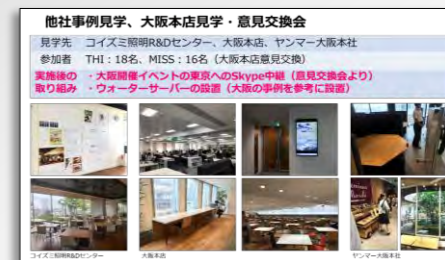 他社事例見学、大阪本店見学・意見交換会
見学先 コイズミ照明R&Dセンター、大阪本店、ヤンマー大阪本社
参加者 THI：18名、MISS：16名（大阪本店意見交換）
実施後の ・大阪開催イベントの東京へのSkype中継（意見交換会より）
取り組み ・ウォーターサーバーの設置（大阪の事例を参考に設置）
コイズミ照明R&Dセンター 大阪本店 ヤンマー大阪本社